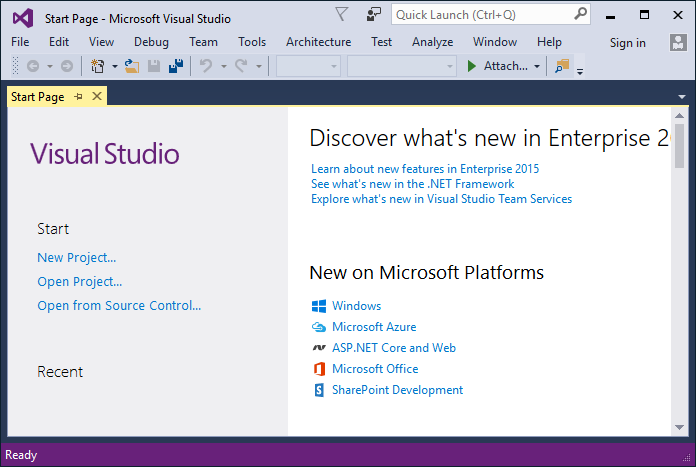 Start Page - Microsoft Visual Studio
Quick Launch (Ctrl+Q)
File Edit View Debug Team Tools Architecture Test Analyze Window Help Sign in
Attach...
Start Page
Visual Studio
Start
New Project...
Open Project...
Open from Source Control...
Recent
Discover what's new in Enterprise 20
Learn about new features in Enterprise 2015
See what's new in the .NET Framework
Explore what's new in Visual Studio Team Services
New on Microsoft Platforms
Windows
Microsoft Azure
ASP.NET Core and Web
Microsoft Office
SharePoint Development
Ready